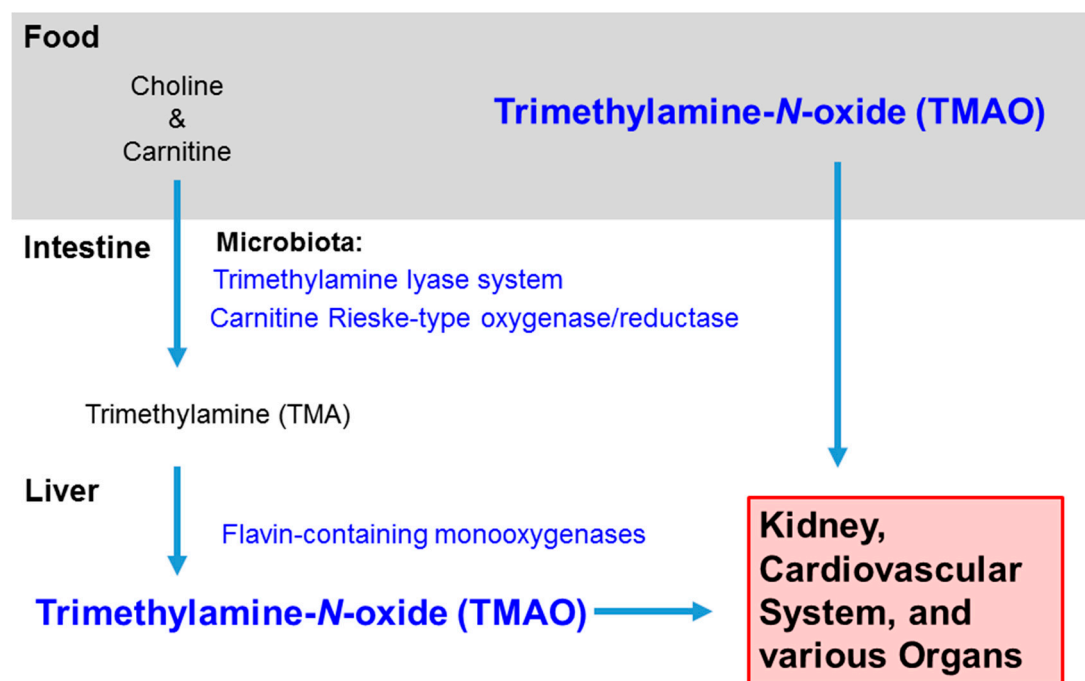 Food
Choline
&
Carnitine
Trimethylamine-N-oxide (TMAO)
Intestine
Microbiota:
Trimethylamine lyase system
Carnitine Rieske-type oxygenase/reductase
Trimethylamine (TMA)
Liver
Flavin-containing monooxygenases
Trimethylamine-N-oxide (TMAO)
Kidney,
Cardiovascular
System, and
various Organs